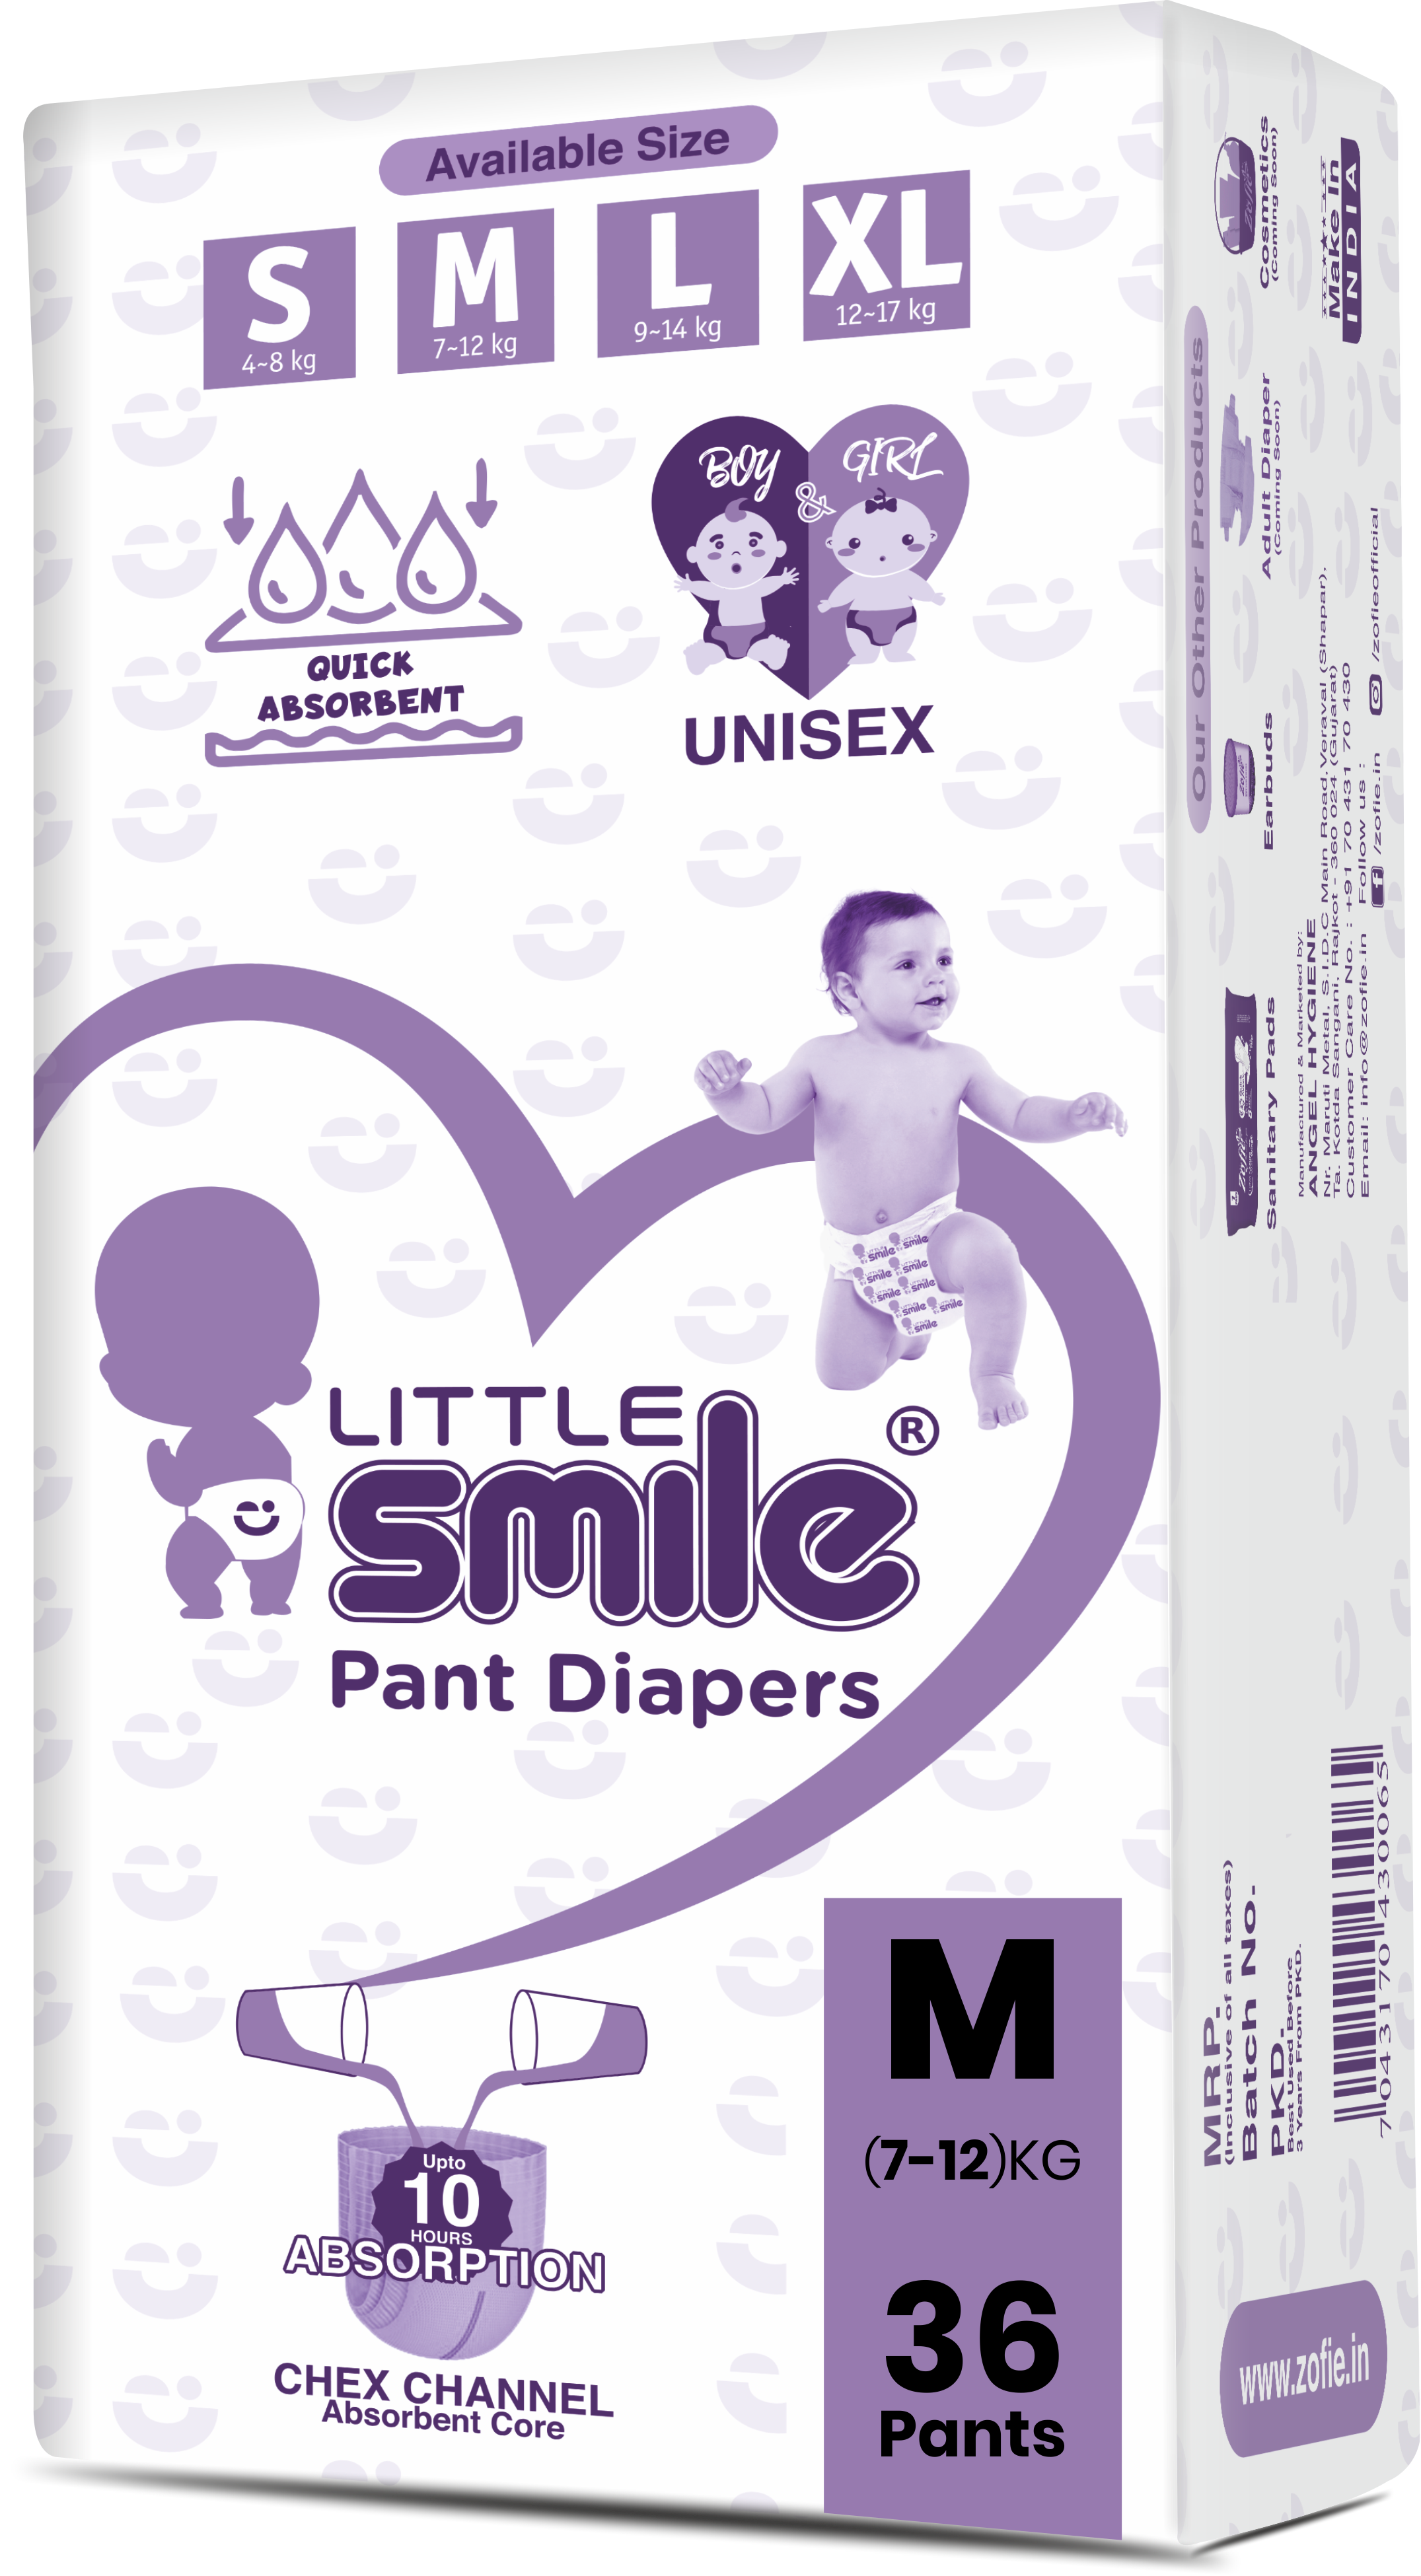 Available Size
S
4~8 kg
M
7~12 kg
L
9~14 kg
XL
12~17 kg
QUICK
ABSORBENT
BOY
&
GIRL
UNISEX
LITTLE
smile®
Pant Diapers
Upto
10
HOURS
ABSORPTION
CHEX CHANNEL
Absorbent Core
M
(7-12)KG
36
Pants
Our Other Products
Sanitary Pads
Earbuds
Adult Diaper
(Coming Soon)
Cosmetics
(Coming Soon)
Manufactured & Marketed by:
ANGEL HYGIENE
Nr. Maruti Metal, S.I.D.C Main Road,Veraval (Shapar).
Ta. Kotda Sangani. Rajkot - 360 024 (Gujarat)
Customer Care No. : +91 70 431 70 430
Email: info@zofie.in Follow us :
/zofie.in
/zofieofficial
Make In
INDIA
MRP.
(Inclusive of all taxes)
Batch No.
PKD.
Best Used Before
3 Years From PKD.
7 043170 430065
www.zofie.in